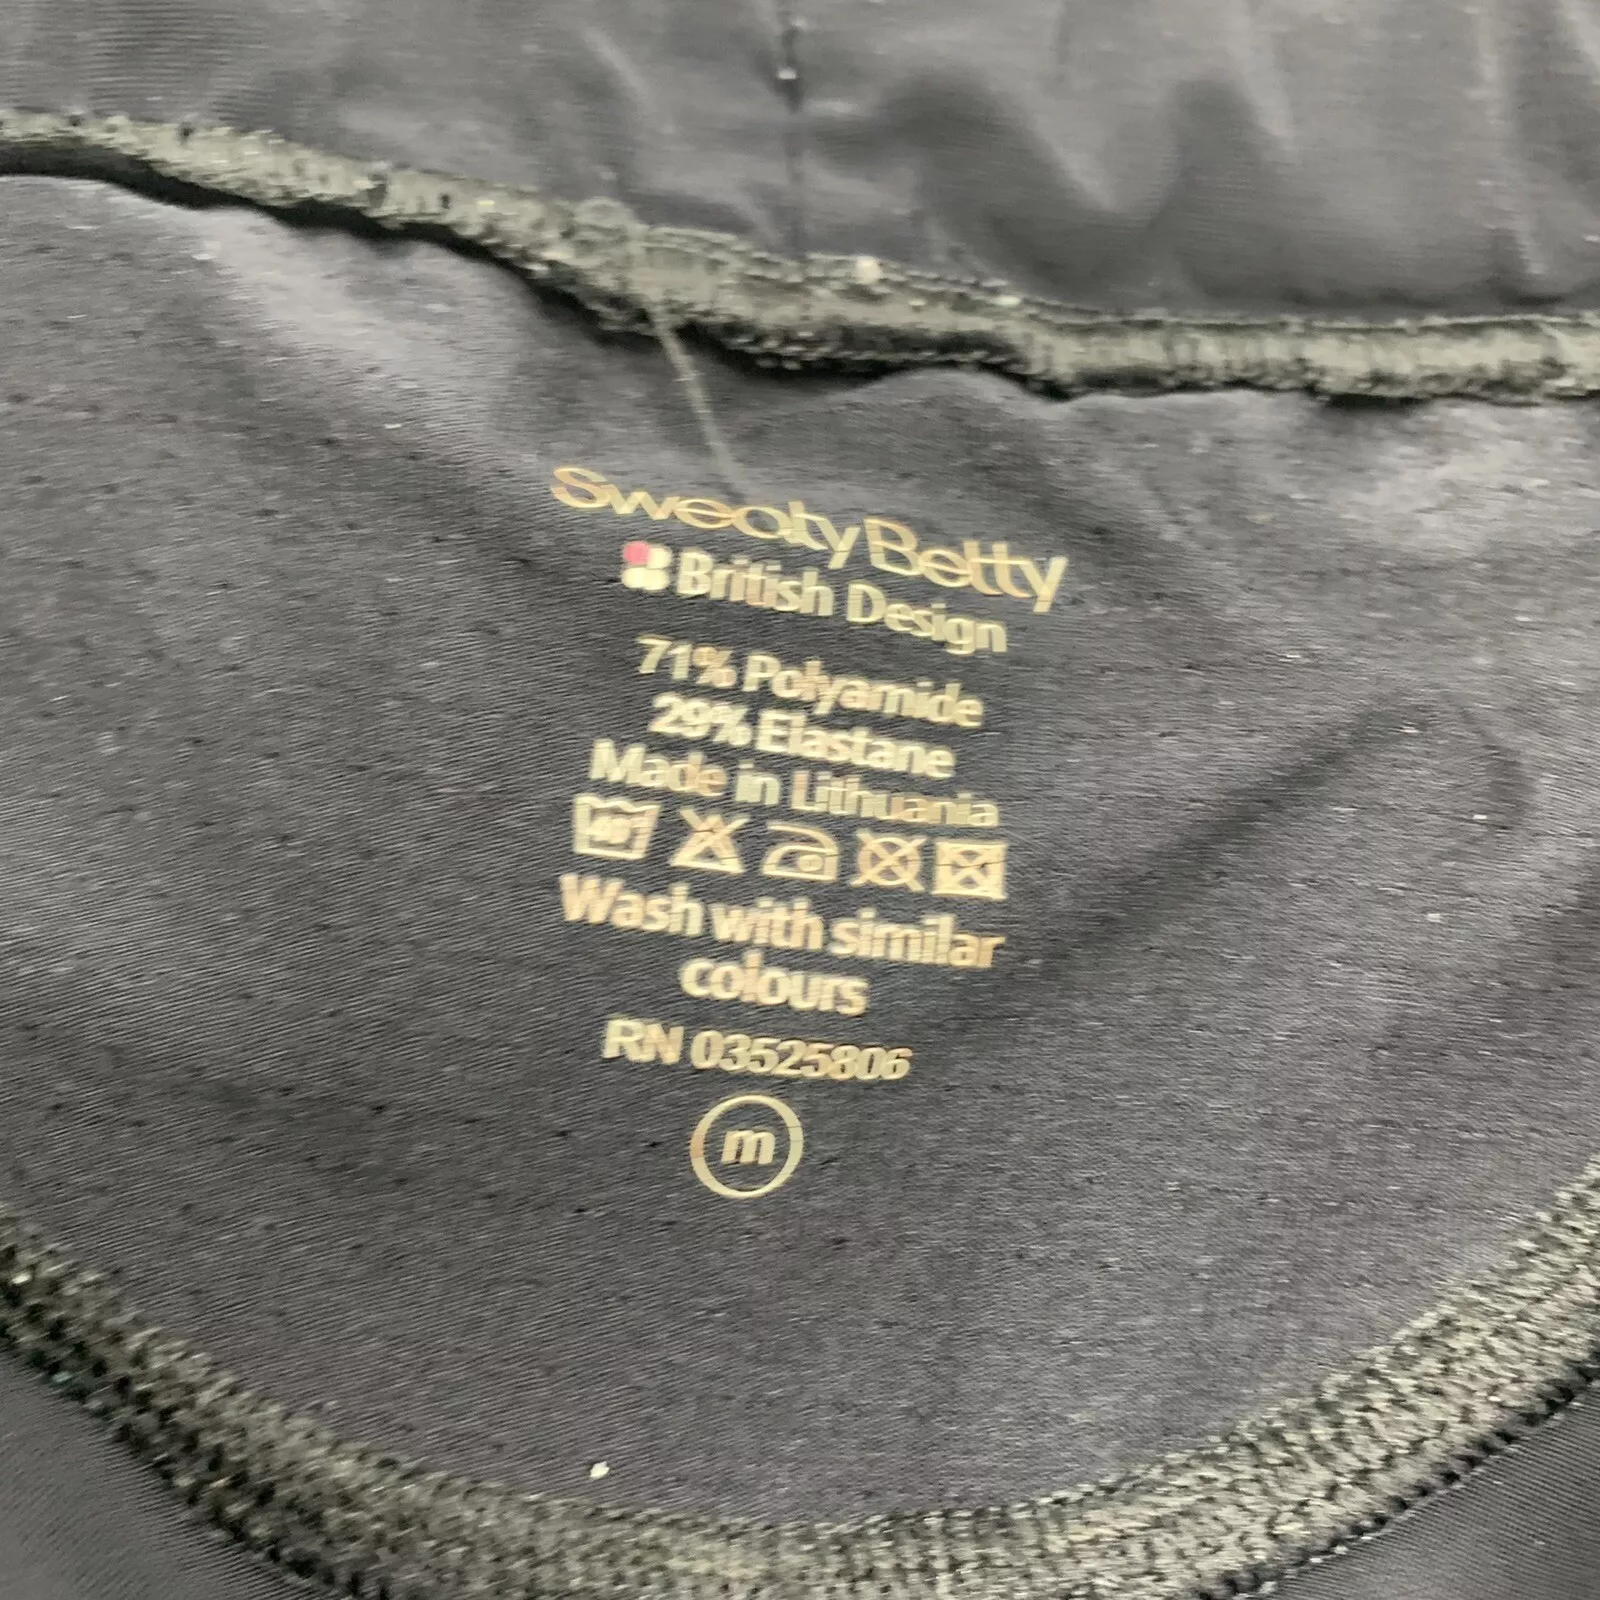 Sweaty Betty
British Design
71% Polyamide
29% Elastane
Made in Lithuania
Wash with similar
colours
RN 03525806
m